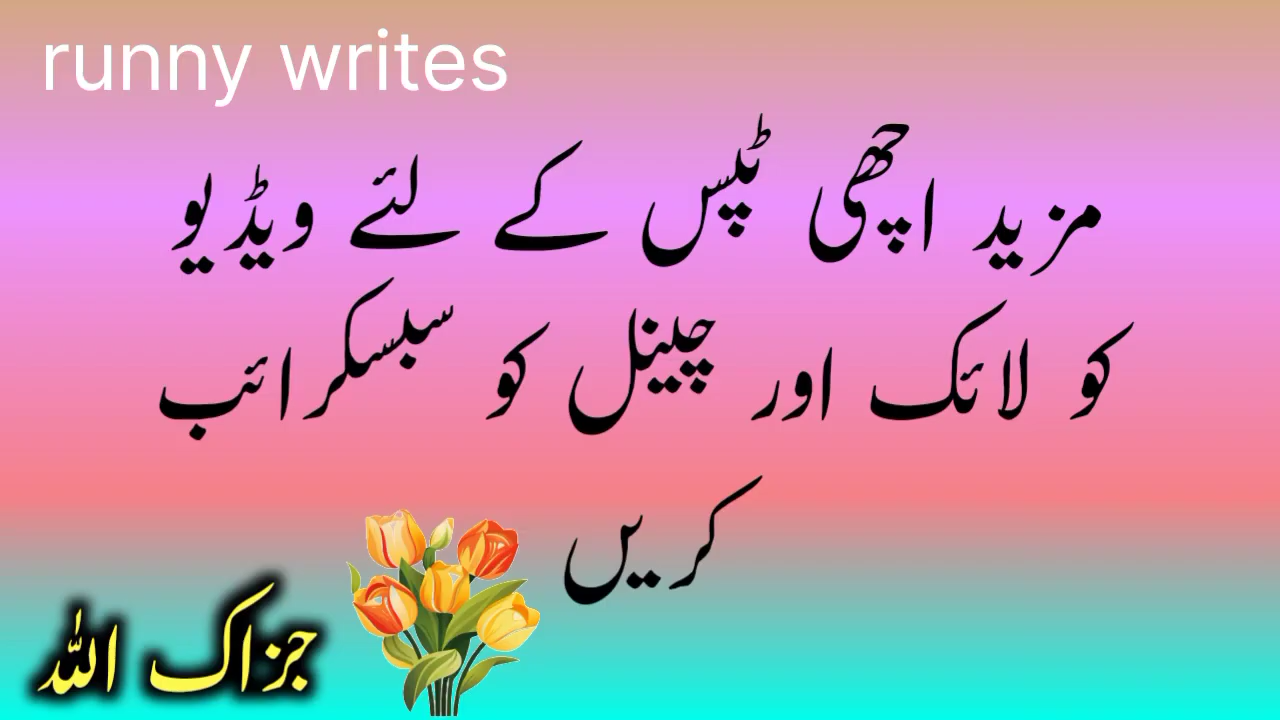 runny writes
مزید اچھی ٹپس کے لئے ویڈیو
کو لائک اور چینل کو سبسکرائب
کریں
جزاک اللہ